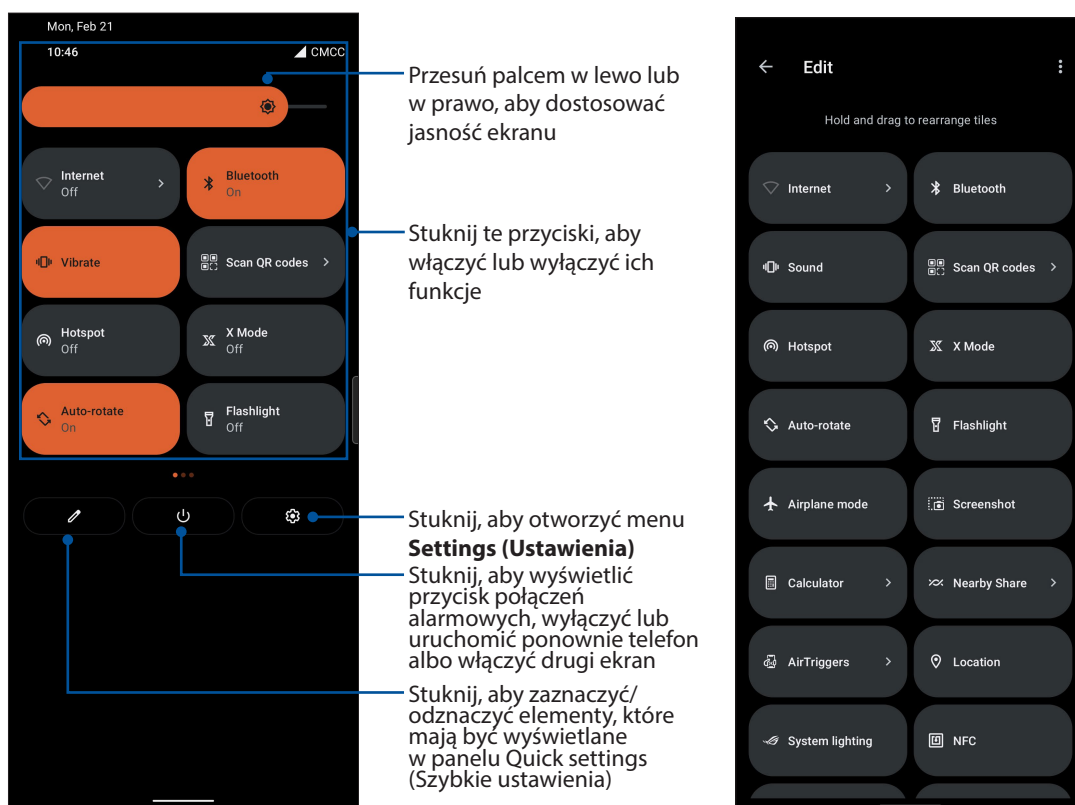 Mon, Feb 21
10:46
CMCC
Internet
Off
Bluetooth
On
Vibrate
Scan QR codes
Hotspot
Off
X Mode
Off
Auto-rotate
On
Flashlight
Off
Przesuń palcem w lewo lub
w prawo, aby dostosować
jasność ekranu
Stuknij te przyciski, aby
włączyć lub wyłączyć ich
funkcje
Stuknij, aby otworzyć menu
Settings (Ustawienia)
Stuknij, aby wyświetlić
przycisk połączeń
alarmowych, wyłączyć lub
uruchomić ponownie telefon
albo włączyć drugi ekran
Stuknij, aby zaznaczyć/
odznaczyć elementy, które
mają być wyświetlane
w panelu Quick settings
(Szybkie ustawienia)
Edit
Hold and drag to rearrange tiles
Internet
Bluetooth
Sound
Scan QR codes
Hotspot
X Mode
Auto-rotate
Flashlight
Airplane mode
Screenshot
Calculator
Nearby Share
AirTriggers
Location
System lighting
NFC